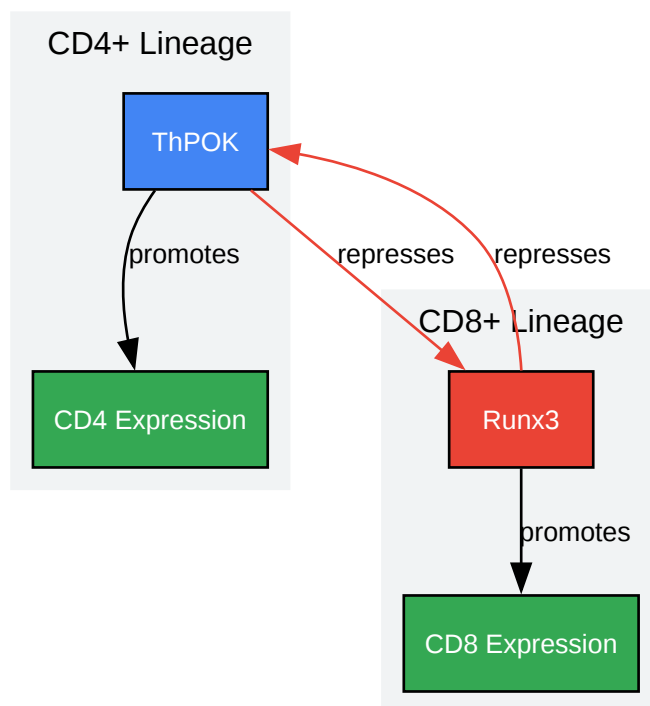 CD4+ Lineage
ThPOK
promotes
represses
represses
CD8+ Lineage
CD4 Expression
Runx3
promotes
CD8 Expression